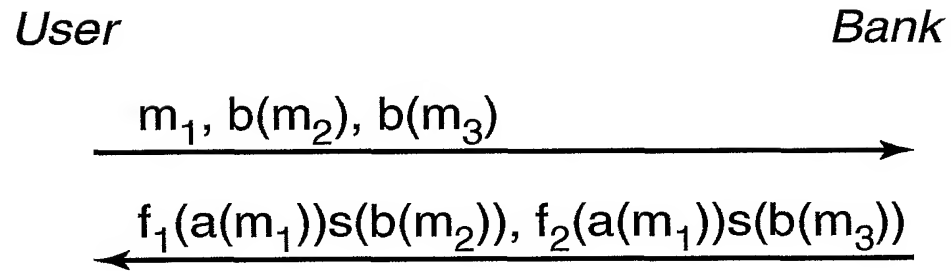 User Bank
m₁, b(m₂), b(m₃)
f₁(a(m₁))s(b(m₂)), f₂(a(m₁))s(b(m₃))